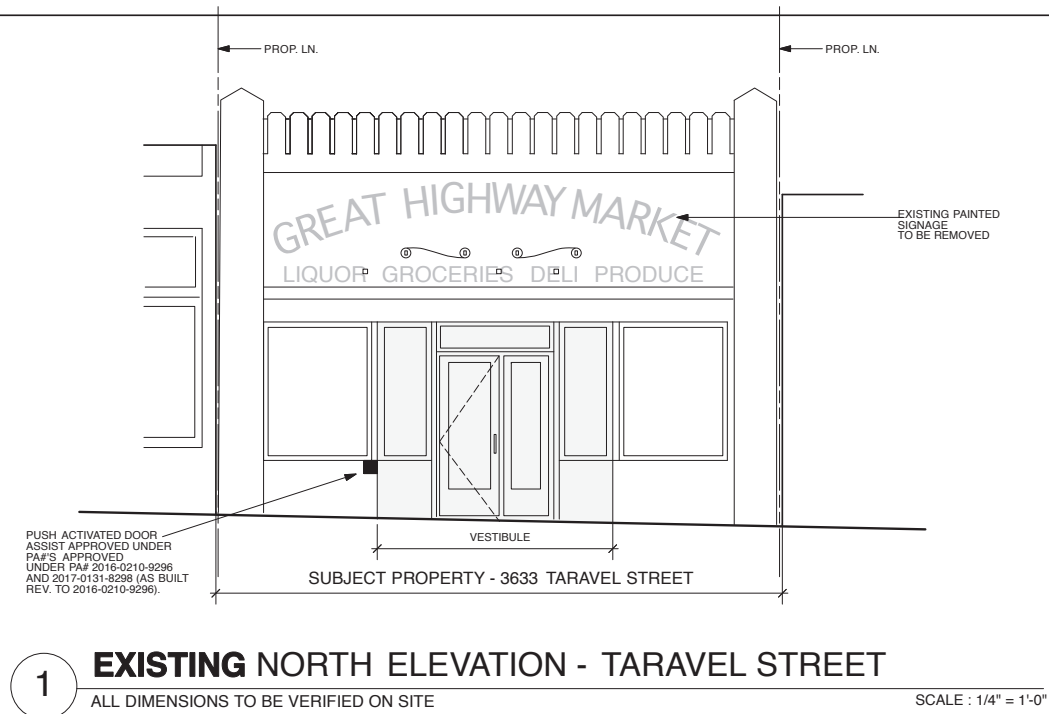 PROP. LN.
PROP. LN.
GREAT HIGHWAY MARKET
EXISTING PAINTED
SIGNAGE
TO BE REMOVED
LIQUOR GROCERIES DELI PRODUCE
PUSH ACTIVATED DOOR
ASSIST APPROVED UNDER
PA#'S APPROVED
UNDER PA# 2016-0210-9296
AND 2017-0131-8298 (AS BUILT
REV. TO 2016-0210-9296).
VESTIBULE
SUBJECT PROPERTY - 3633 TARAVEL STREET
1
EXISTING NORTH ELEVATION - TARAVEL STREET
ALL DIMENSIONS TO BE VERIFIED ON SITE
SCALE : 1/4" = 1'-0"